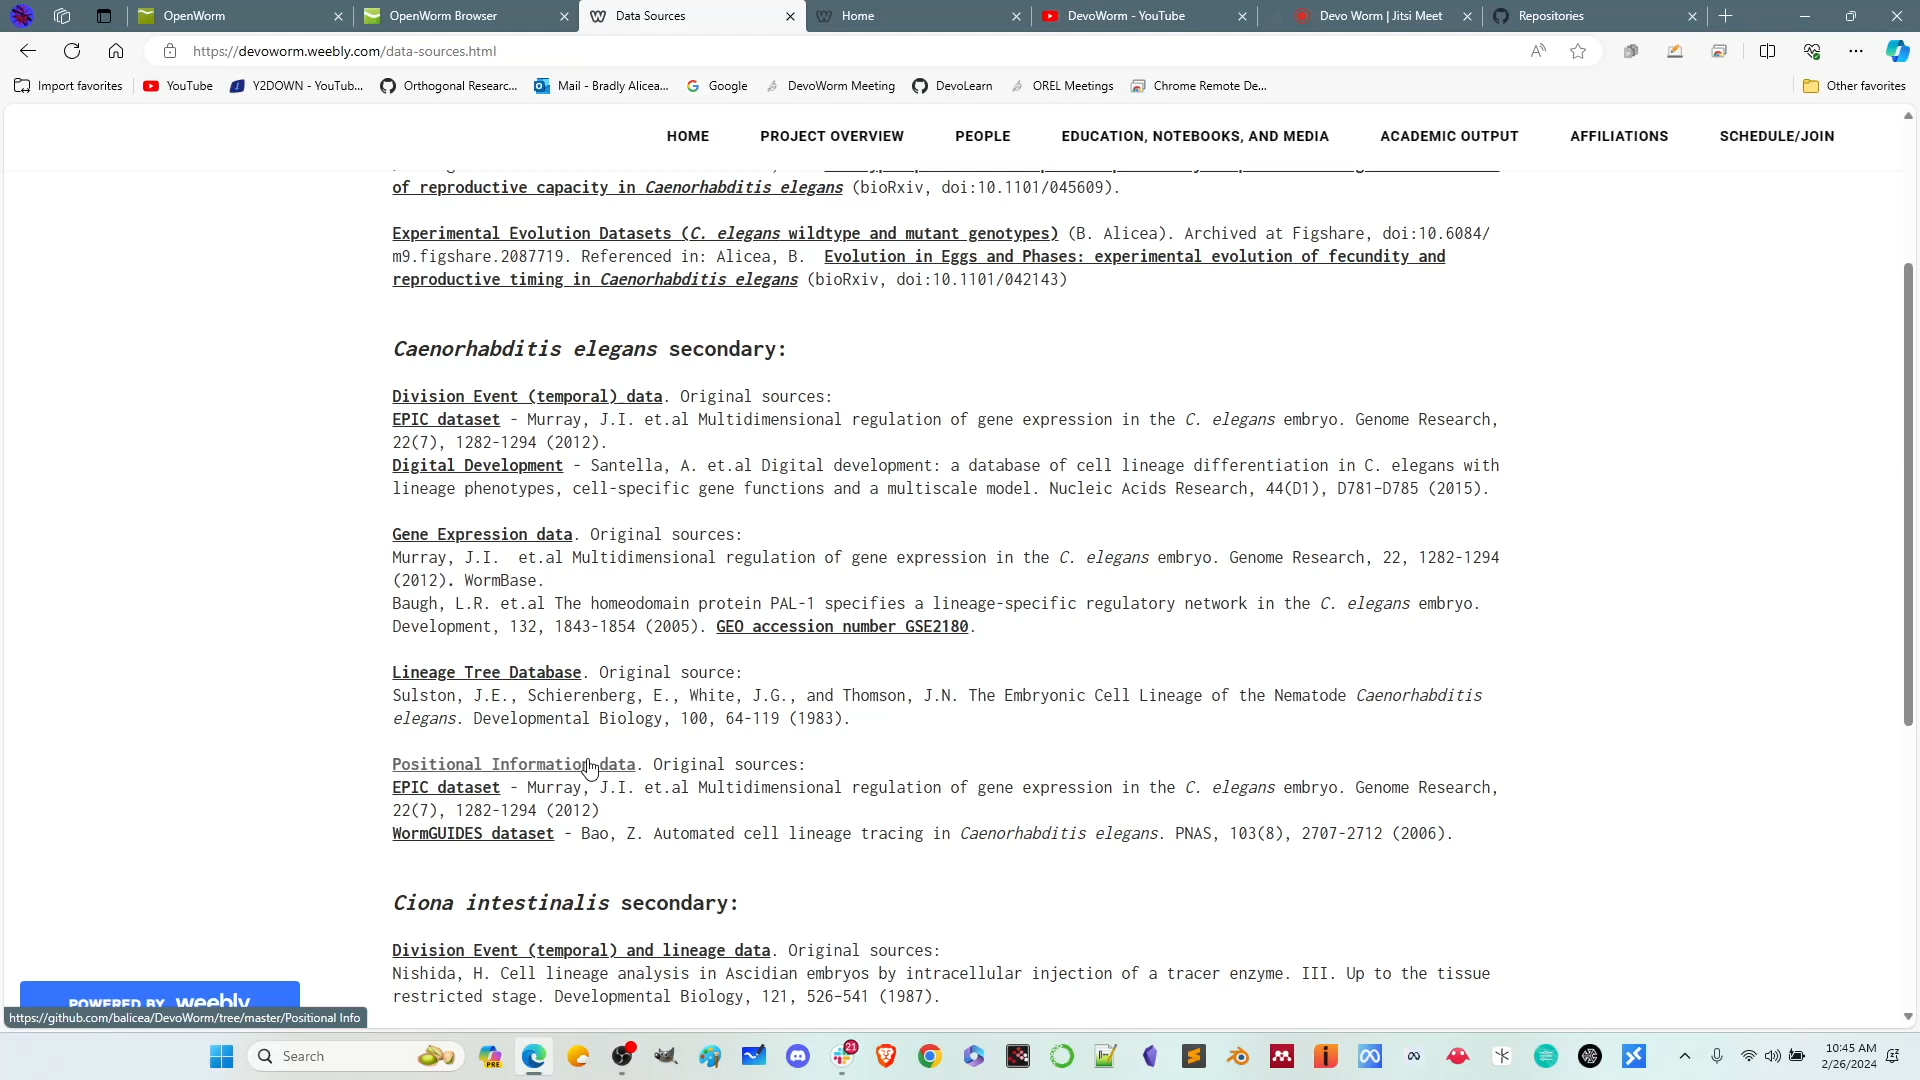 OpenWorm
OpenWorm Browser
Data Sources
Home
DevoWorm - YouTube
Devo Worm | Jitsi Meet
Repositories
https://devoworm.weebly.com/data-sources.html
Import favorites
YouTube
Y2DOWN - YouTub...
Orthogonal Researc...
Mail - Bradly Alicea...
Google
DevoWorm Meeting
DevoLearn
OREL Meetings
Chrome Remote De...
Other favorites
HOME
PROJECT OVERVIEW
PEOPLE
EDUCATION, NOTEBOOKS, AND MEDIA
ACADEMIC OUTPUT
AFFILIATIONS
SCHEDULE/JOIN
of reproductive capacity in Caenorhabditis elegans (bioRxiv, doi:10.1101/045609).
Experimental Evolution Datasets (C. elegans wildtype and mutant genotypes) (B. Alicea). Archived at Figshare, doi:10.6084/
m9.figshare.2087719. Referenced in: Alicea, B. Evolution in Eggs and Phases: experimental evolution of fecundity and
reproductive timing in Caenorhabditis elegans (bioRxiv, doi:10.1101/042143)
Caenorhabditis elegans secondary:
Division Event (temporal) data. Original sources:
EPIC dataset - Murray, J.I. et.al Multidimensional regulation of gene expression in the C. elegans embryo. Genome Research,
22(7), 1282-1294 (2012).
Digital Development - Santella, A. et.al Digital development: a database of cell lineage differentiation in C. elegans with
lineage phenotypes, cell-specific gene functions and a multiscale model. Nucleic Acids Research, 44(D1), D781–D785 (2015).
Gene Expression data. Original sources:
Murray, J.I. et.al Multidimensional regulation of gene expression in the C. elegans embryo. Genome Research, 22, 1282-1294
(2012). WormBase.
Baugh, L.R. et.al The homeodomain protein PAL-1 specifies a lineage-specific regulatory network in the C. elegans embryo.
Development, 132, 1843-1854 (2005). GEO accession number GSE2180.
Lineage Tree Database. Original source:
Sulston, J.E., Schierenberg, E., White, J.G., and Thomson, J.N. The Embryonic Cell Lineage of the Nematode Caenorhabditis
elegans. Developmental Biology, 100, 64-119 (1983).
Positional Information data. Original sources:
EPIC dataset - Murray, J.I. et.al Multidimensional regulation of gene expression in the C. elegans embryo. Genome Research,
22(7), 1282-1294 (2012)
WormGUIDES dataset - Bao, Z. Automated cell lineage tracing in Caenorhabditis elegans. PNAS, 103(8), 2707-2712 (2006).
Ciona intestinalis secondary:
Division Event (temporal) and lineage data. Original sources:
Nishida, H. Cell lineage analysis in Ascidian embryos by intracellular injection of a tracer enzyme. III. Up to the tissue
restricted stage. Developmental Biology, 121, 526-541 (1987).
POWERED BY weebly
https://github.com/balicea/DevoWorm/tree/master/Positional Info
Search
PRE
21
10:45 AM
2/26/2024